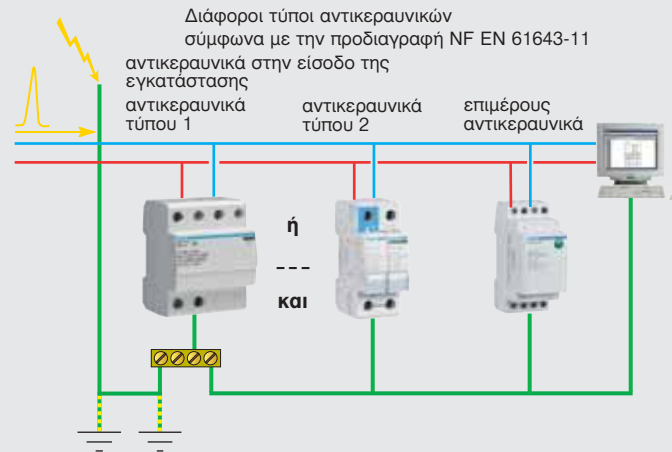 Διάφοροι τύποι αντικεραυνικών
σύμφωνα με την προδιαγραφή NF EN 61643-11
αντικεραυνικά στην είσοδο της
εγκατάστασης
αντικεραυνικά
τύπου 1
αντικεραυνικά
τύπου 2
επιμέρους
αντικεραυνικά
ή
---
και